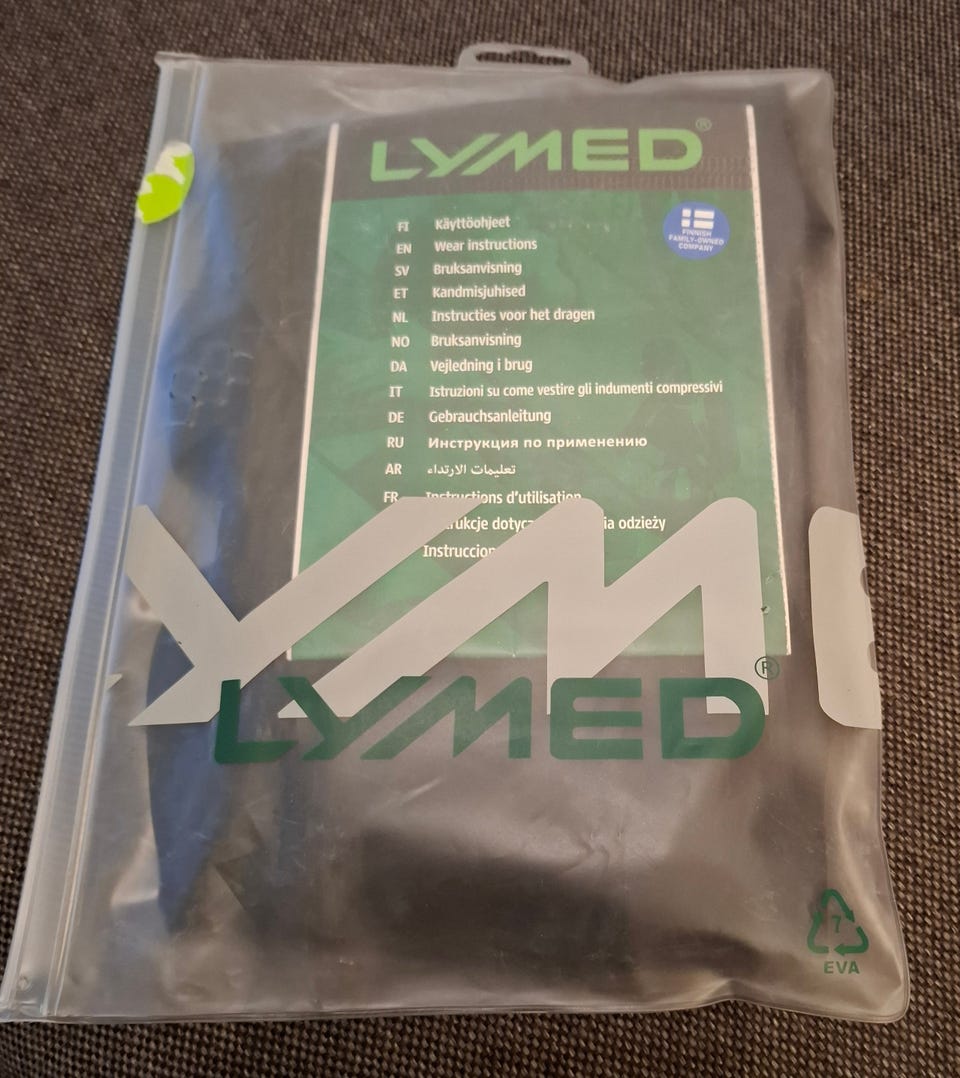 LYMED®
FINNISH
FAMILY-OWNED
COMPANY
FI Käyttöohjeet
EN Wear instructions
SV Bruksanvisning
ET Kandmisjuhised
NL Instructies voor het dragen
NO Bruksanvisning
DA Vejledning i brug
IT Istruzioni su come vestire gli indumenti compressivi
DE Gebrauchsanleitung
RU Инструкция по применению
AR تعليمات الارتداء
FR Instructions d'utilisation
odzieży
YM
LYMED®
7
EVA